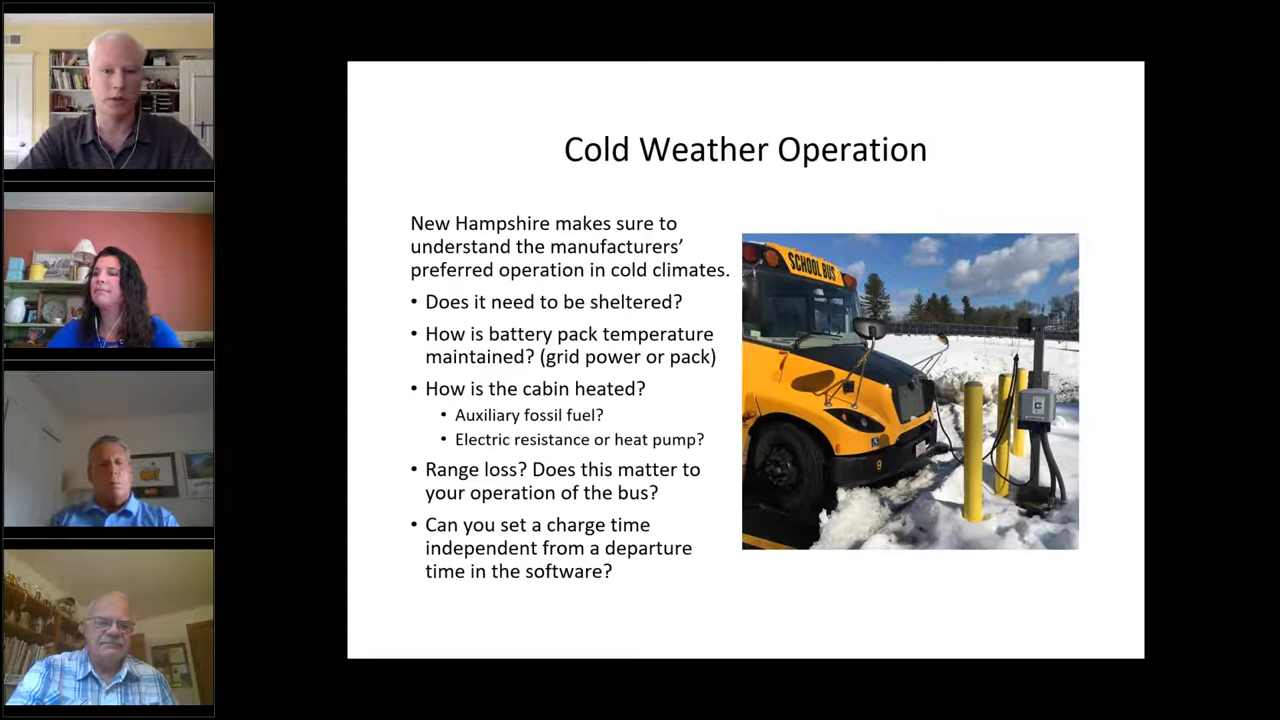 Cold Weather Operation
New Hampshire makes sure to
understand the manufacturers’
preferred operation in cold climates.
• Does it need to be sheltered?
• How is battery pack temperature
maintained? (grid power or pack)
• How is the cabin heated?
• Auxiliary fossil fuel?
• Electric resistance or heat pump?
• Range loss? Does this matter to
your operation of the bus?
• Can you set a charge time
independent from a departure
time in the software?
SCHOOL BUS
9